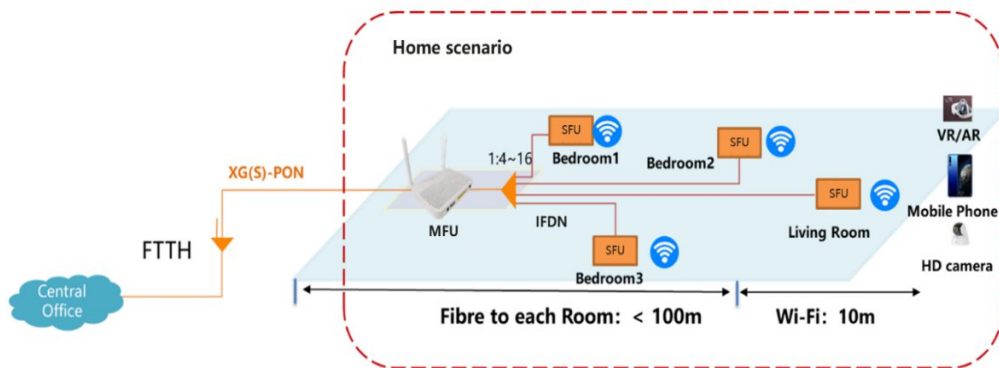 Home scenario
SFU
Bedroom1
SFU
Bedroom2
VR/AR
1:4~16
XG(S)-PON
MFU
IFDN
SFU
Living Room
Mobile Phone
FTTH
SFU
Bedroom3
HD camera
Central
Office
Fibre to each Room: < 100m
Wi-Fi: 10m